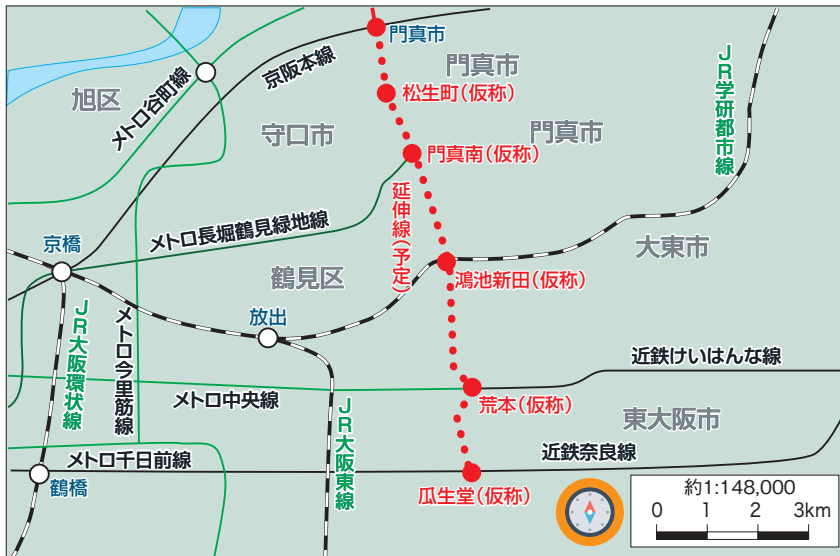 門真市
京阪本線
門真市
旭区
メトロ谷町線
松生町(仮称)
守口市
門真市
JR学研都市線
門真南(仮称)
延伸線(予定)
メトロ長堀鶴見緑地線
京橋
大東市
鶴見区
鴻池新田(仮称)
放出
JR大阪環状線
メトロ今里筋線
近鉄けいはんな線
メトロ中央線
荒本(仮称)
JR大阪東線
東大阪市
メトロ千日前線
近鉄奈良線
鶴橋
瓜生堂(仮称)
約1:148,000
0 1 2 3km